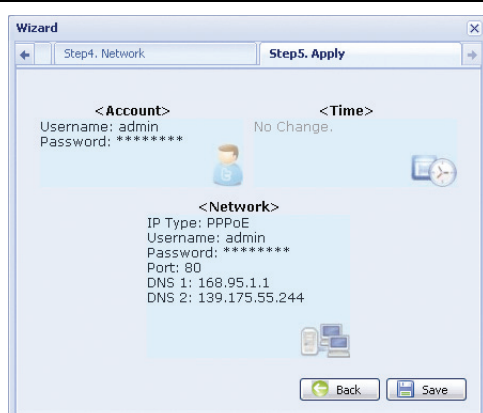 Wizard
Step4. Network
Step5. Apply
<Account>
Username: admin
Password: ********
<Time>
No Change.
<Network>
IP Type: PPPoE
Username: admin
Password: ********
Port: 80
DNS 1: 168.95.1.1
DNS 2: 139.175.55.244
Back
Save